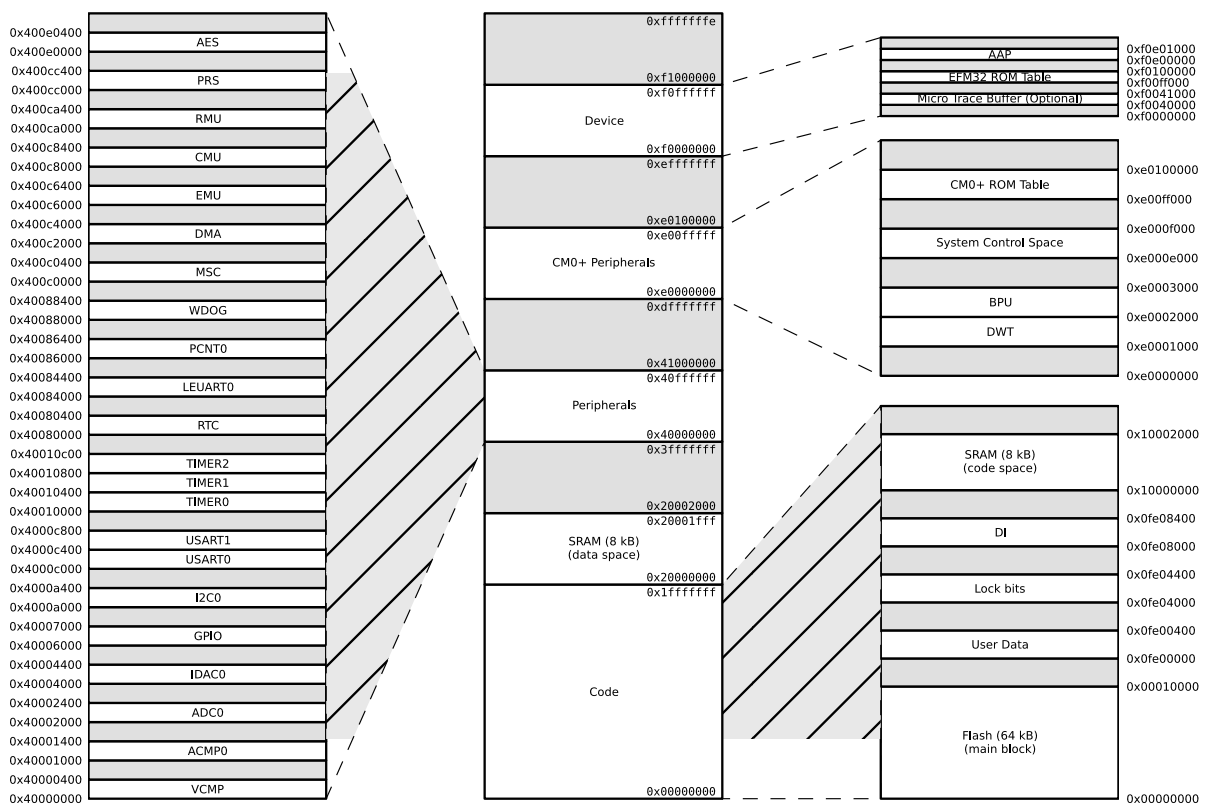 0x400e0400
AES
0x400e0000
0x400cc400
PRS
0x400cc000
0x400ca400
RMU
0x400ca000
0x400c8400
CMU
0x400c8000
0x400c6400
EMU
0x400c6000
0x400c4000
DMA
0x400c2000
0x400c0400
MSC
0x400c0000
0x40088400
WDOG
0x40088000
0x40086400
PCNT0
0x40086000
0x40084400
LEUART0
0x40084000
0x40080400
RTC
0x40080000
0x40010c00
TIMER2
0x40010800
TIMER1
0x40010400
TIMER0
0x40010000
0x4000c800
USART1
0x4000c400
USART0
0x4000c000
0x4000a400
I2C0
0x4000a000
0x40007000
GPIO
0x40006000
0x40004400
IDAC0
0x40004000
0x40002400
ADC0
0x40002000
0x40001400
ACMP0
0x40001000
0x40000400
VCMP
0x40000000
0xfffffffe
0xf1000000
0xf0ffffff
Device
0xf0000000
0xefffffff
0xe0100000
0xe00fffff
CM0+ Peripherals
0xe0000000
0xdfffffff
0x41000000
0x40ffffff
Peripherals
0x40000000
0x3fffffff
0x20002000
0x20001fff
SRAM (8 kB)
(data space)
0x20000000
0x1fffffff
Code
0x00000000
0xf0e01000
AAP
0xf0e00000
0xf0100000
EFM32 ROM Table
0xf00ff000
0xf0041000
Micro Trace Buffer (Optional)
0xf0040000
0xf0000000
0xe0100000
CM0+ ROM Table
0xe00ff000
0xe000f000
System Control Space
0xe000e000
0xe0003000
BPU
0xe0002000
DWT
0xe0001000
0xe0000000
0x10002000
SRAM (8 kB)
(code space)
0x10000000
0x0fe08400
DI
0x0fe08000
0x0fe04400
Lock bits
0x0fe04000
0x0fe00400
User Data
0x0fe00000
0x00010000
Flash (64 kB)
(main block)
0x00000000